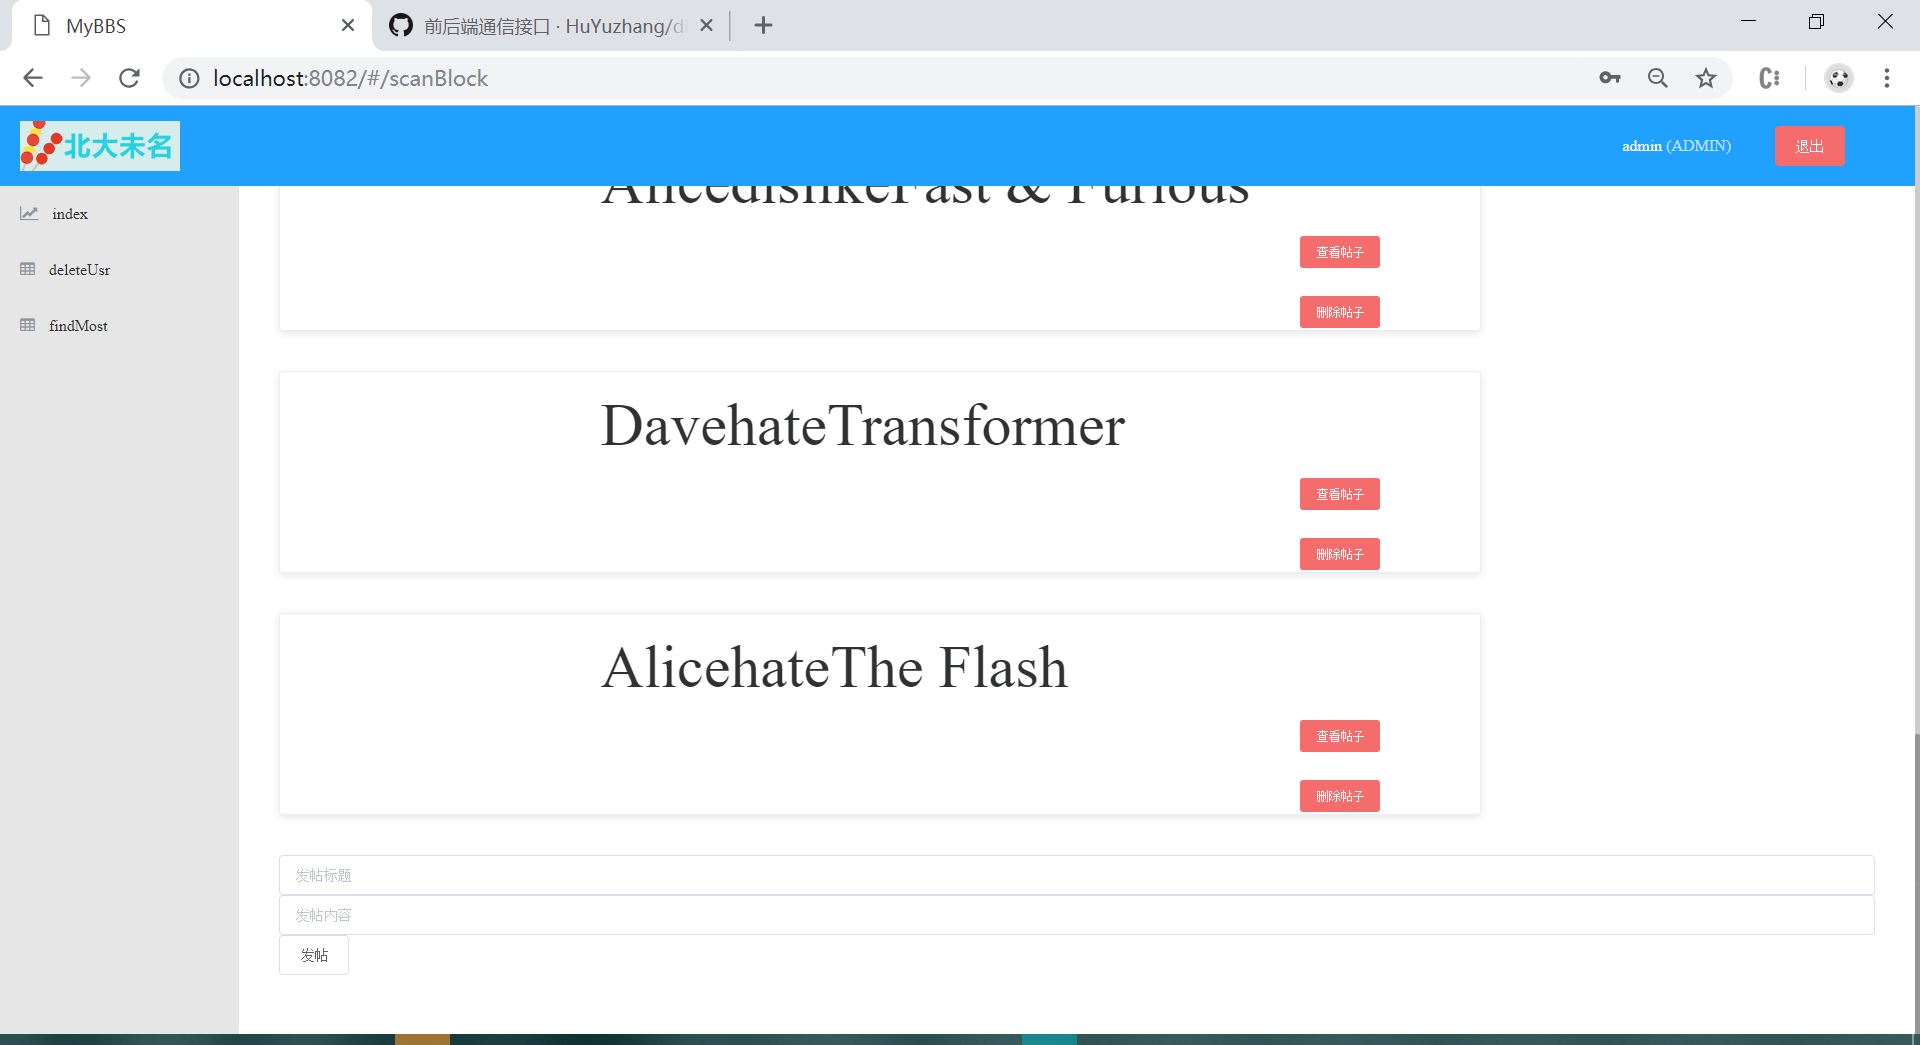 MyBBS
前后端通信接口 · HuYuzhang/d
localhost:8082/#/scanBlock
北大未名
admin (ADMIN)
退出
index
deleteUsr
findMost
AlicedislikeFast & Furious
查看帖子
删除帖子
DavehateTransformer
查看帖子
删除帖子
AlicehateThe Flash
查看帖子
删除帖子
发帖标题
发帖内容
发帖